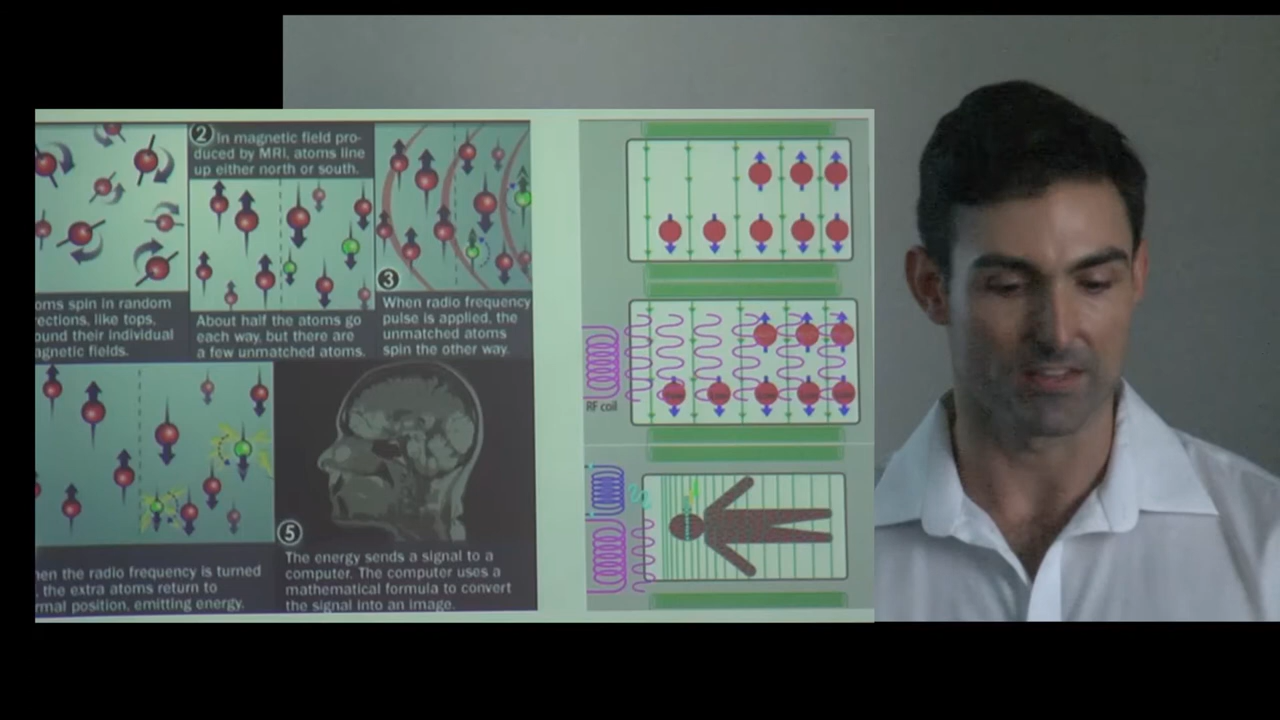 2 In magnetic field pro-
duced by MRI, atoms line
up either north or south.
oms spin in random
ections, like tops,
ound their individual
agnetic fields.
About half the atoms go
each way, but there are
a few unmatched atoms.
3
When radio frequency
pulse is applied, the
unmatched atoms
spin the other way.
en the radio frequency is turned
, the extra atoms return to
rmal position, emitting energy.
5
The energy sends a signal to a
computer. The computer uses a
mathematical formula to convert
the signal into an image.
RF coil